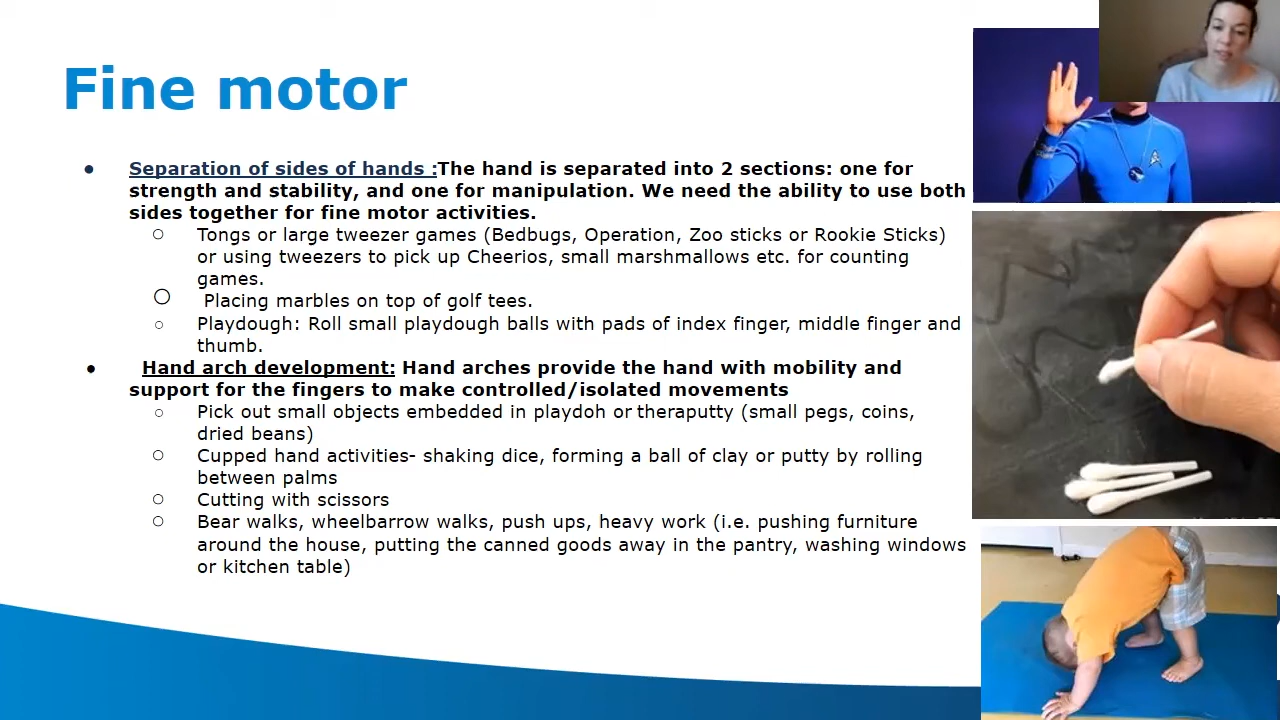 Fine motor
● Separation of sides of hands :The hand is separated into 2 sections: one for
strength and stability, and one for manipulation. We need the ability to use both
sides together for fine motor activities.
○ Tongs or large tweezer games (Bedbugs, Operation, Zoo sticks or Rookie Sticks)
or using tweezers to pick up Cheerios, small marshmallows etc. for counting
games.
○ Placing marbles on top of golf tees.
○ Playdough: Roll small playdough balls with pads of index finger, middle finger and
thumb.
● Hand arch development: Hand arches provide the hand with mobility and
support for the fingers to make controlled/isolated movements
○ Pick out small objects embedded in playdoh or theraputty (small pegs, coins,
dried beans)
○ Cupped hand activities- shaking dice, forming a ball of clay or putty by rolling
between palms
○ Cutting with scissors
○ Bear walks, wheelbarrow walks, push ups, heavy work (i.e. pushing furniture
around the house, putting the canned goods away in the pantry, washing windows
or kitchen table)